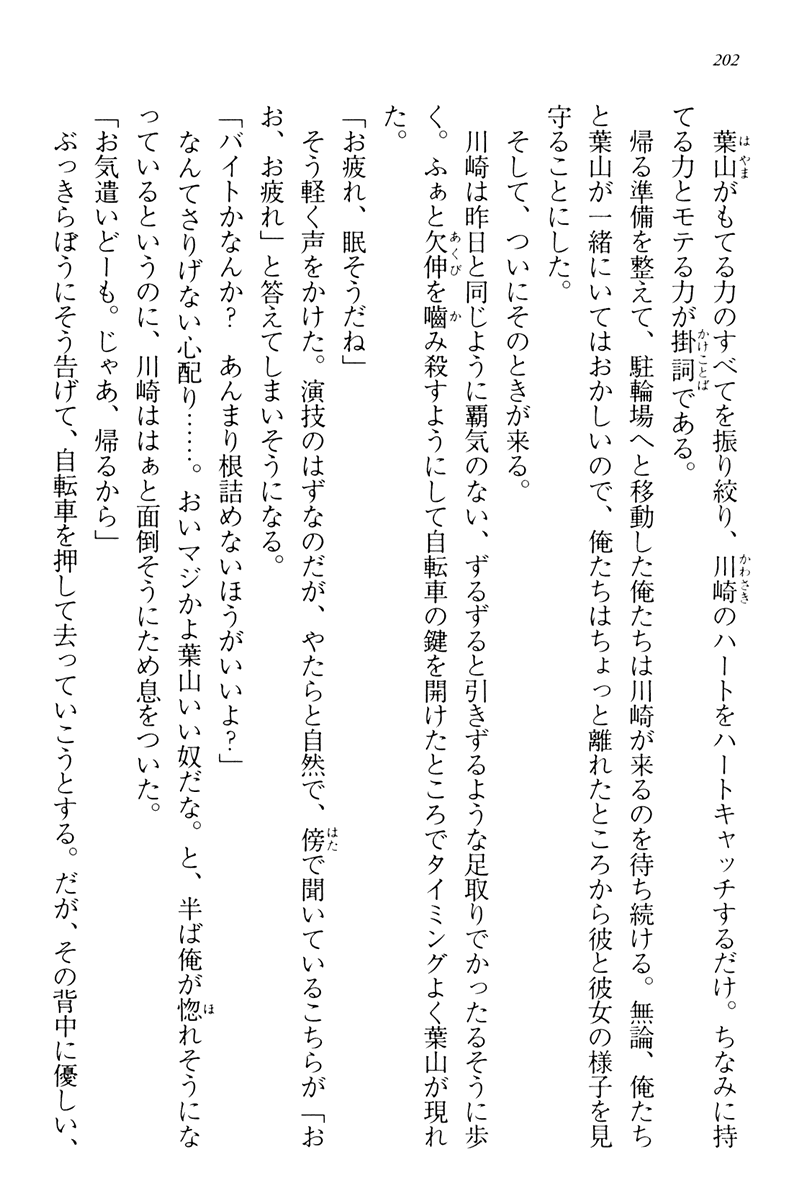 202
葉山がもてる力のすべてを振り絞り、川崎のハートをハートキャッチするだけ。ちなみに持
てる力とモテる力が掛詞である。
帰る準備を整えて、駐輪場へと移動した俺たちは川崎が来るのを待ち続ける。無論、俺たち
と葉山が一緒にいてはおかしいので、俺たちはちょっと離れたところから彼と彼女の様子を見
守ることにした。
そして、ついにそのときが来る。
川崎は昨日と同じように覇気のない、ずるずると引きずるような足取りでかったるそうに歩
く。ふぁと欠伸を嚙み殺すようにして自転車の鍵を開けたところでタイミングよく葉山が現れ
た。
「お疲れ、眠そうだね」
そう軽く声をかけた。演技のはずなのだが、やたらと自然で、傍で聞いているこちらが「お
お、お疲れ」と答えてしまいそうになる。
「バイトかなんか？　あんまり根詰めないほうがいいよ？」
なんてさりげない心配り……。おいマジかよ葉山いい奴だな。と、半ば俺が惚れそうにな
っているというのに、川崎ははぁと面倒そうにため息をついた。
「お気遣いどーも。じゃあ、帰るから」
ぶっきらぼうにそう告げて、自転車を押して去っていこうとする。だが、その背中に優しい、